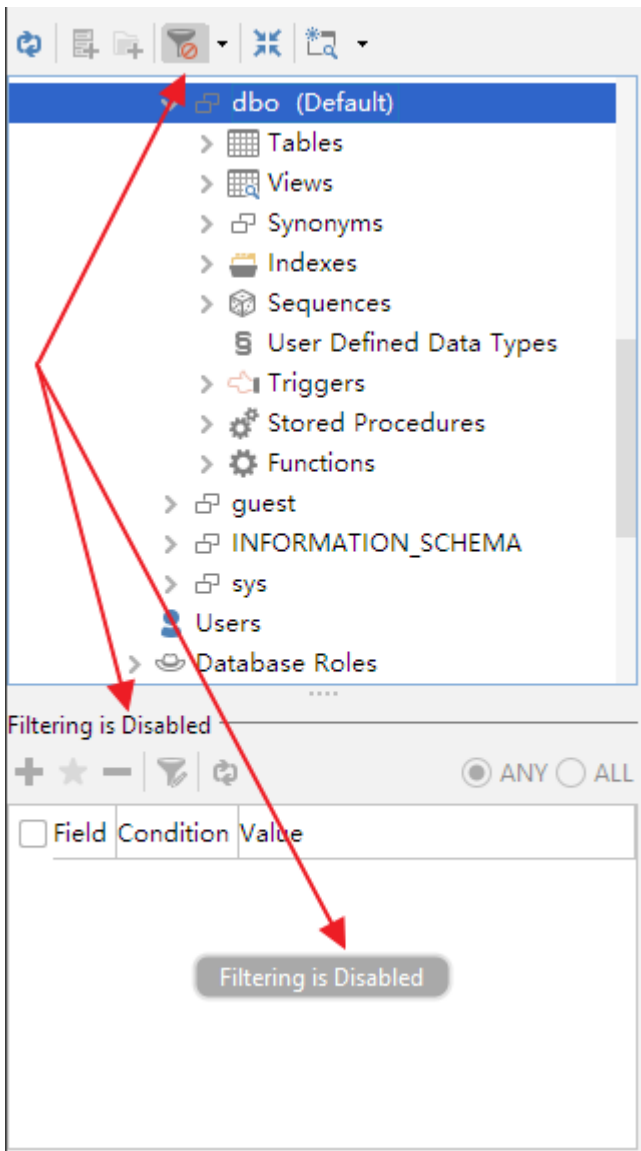 dbo (Default)
Tables
Views
Synonyms
Indexes
Sequences
User Defined Data Types
Triggers
Stored Procedures
Functions
guest
INFORMATION_SCHEMA
sys
Users
Database Roles
Filtering is Disabled
ANY ALL
Field Condition Value
Filtering is Disabled